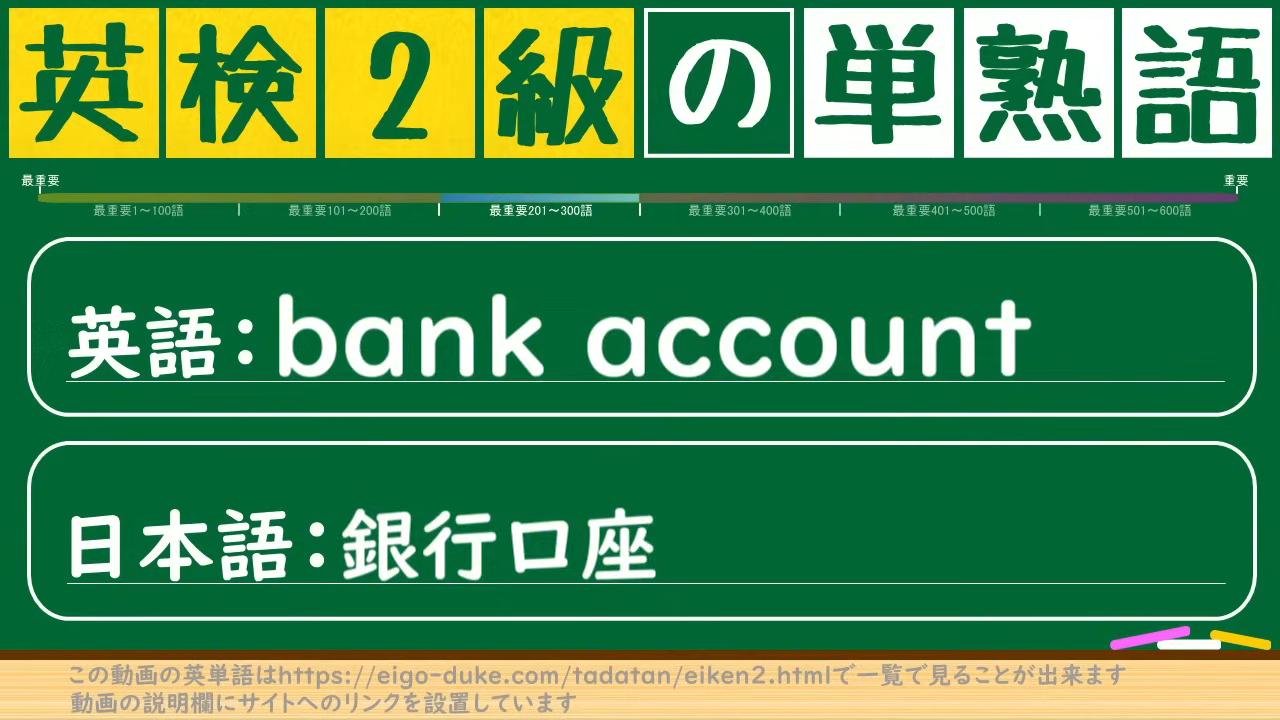 英検2級の単熟語
最重要 重要
最重要1～100語 最重要101～200語 最重要201～300語 最重要301～400語 最重要401～500語 最重要501～600語
英語：bank account
日本語：銀行口座
この動画の英単語はhttps://eigo-duke.com/tadatan/eiken2.htmlで一覧で見ることが出来ます
動画の説明欄にサイトへのリンクを設置しています